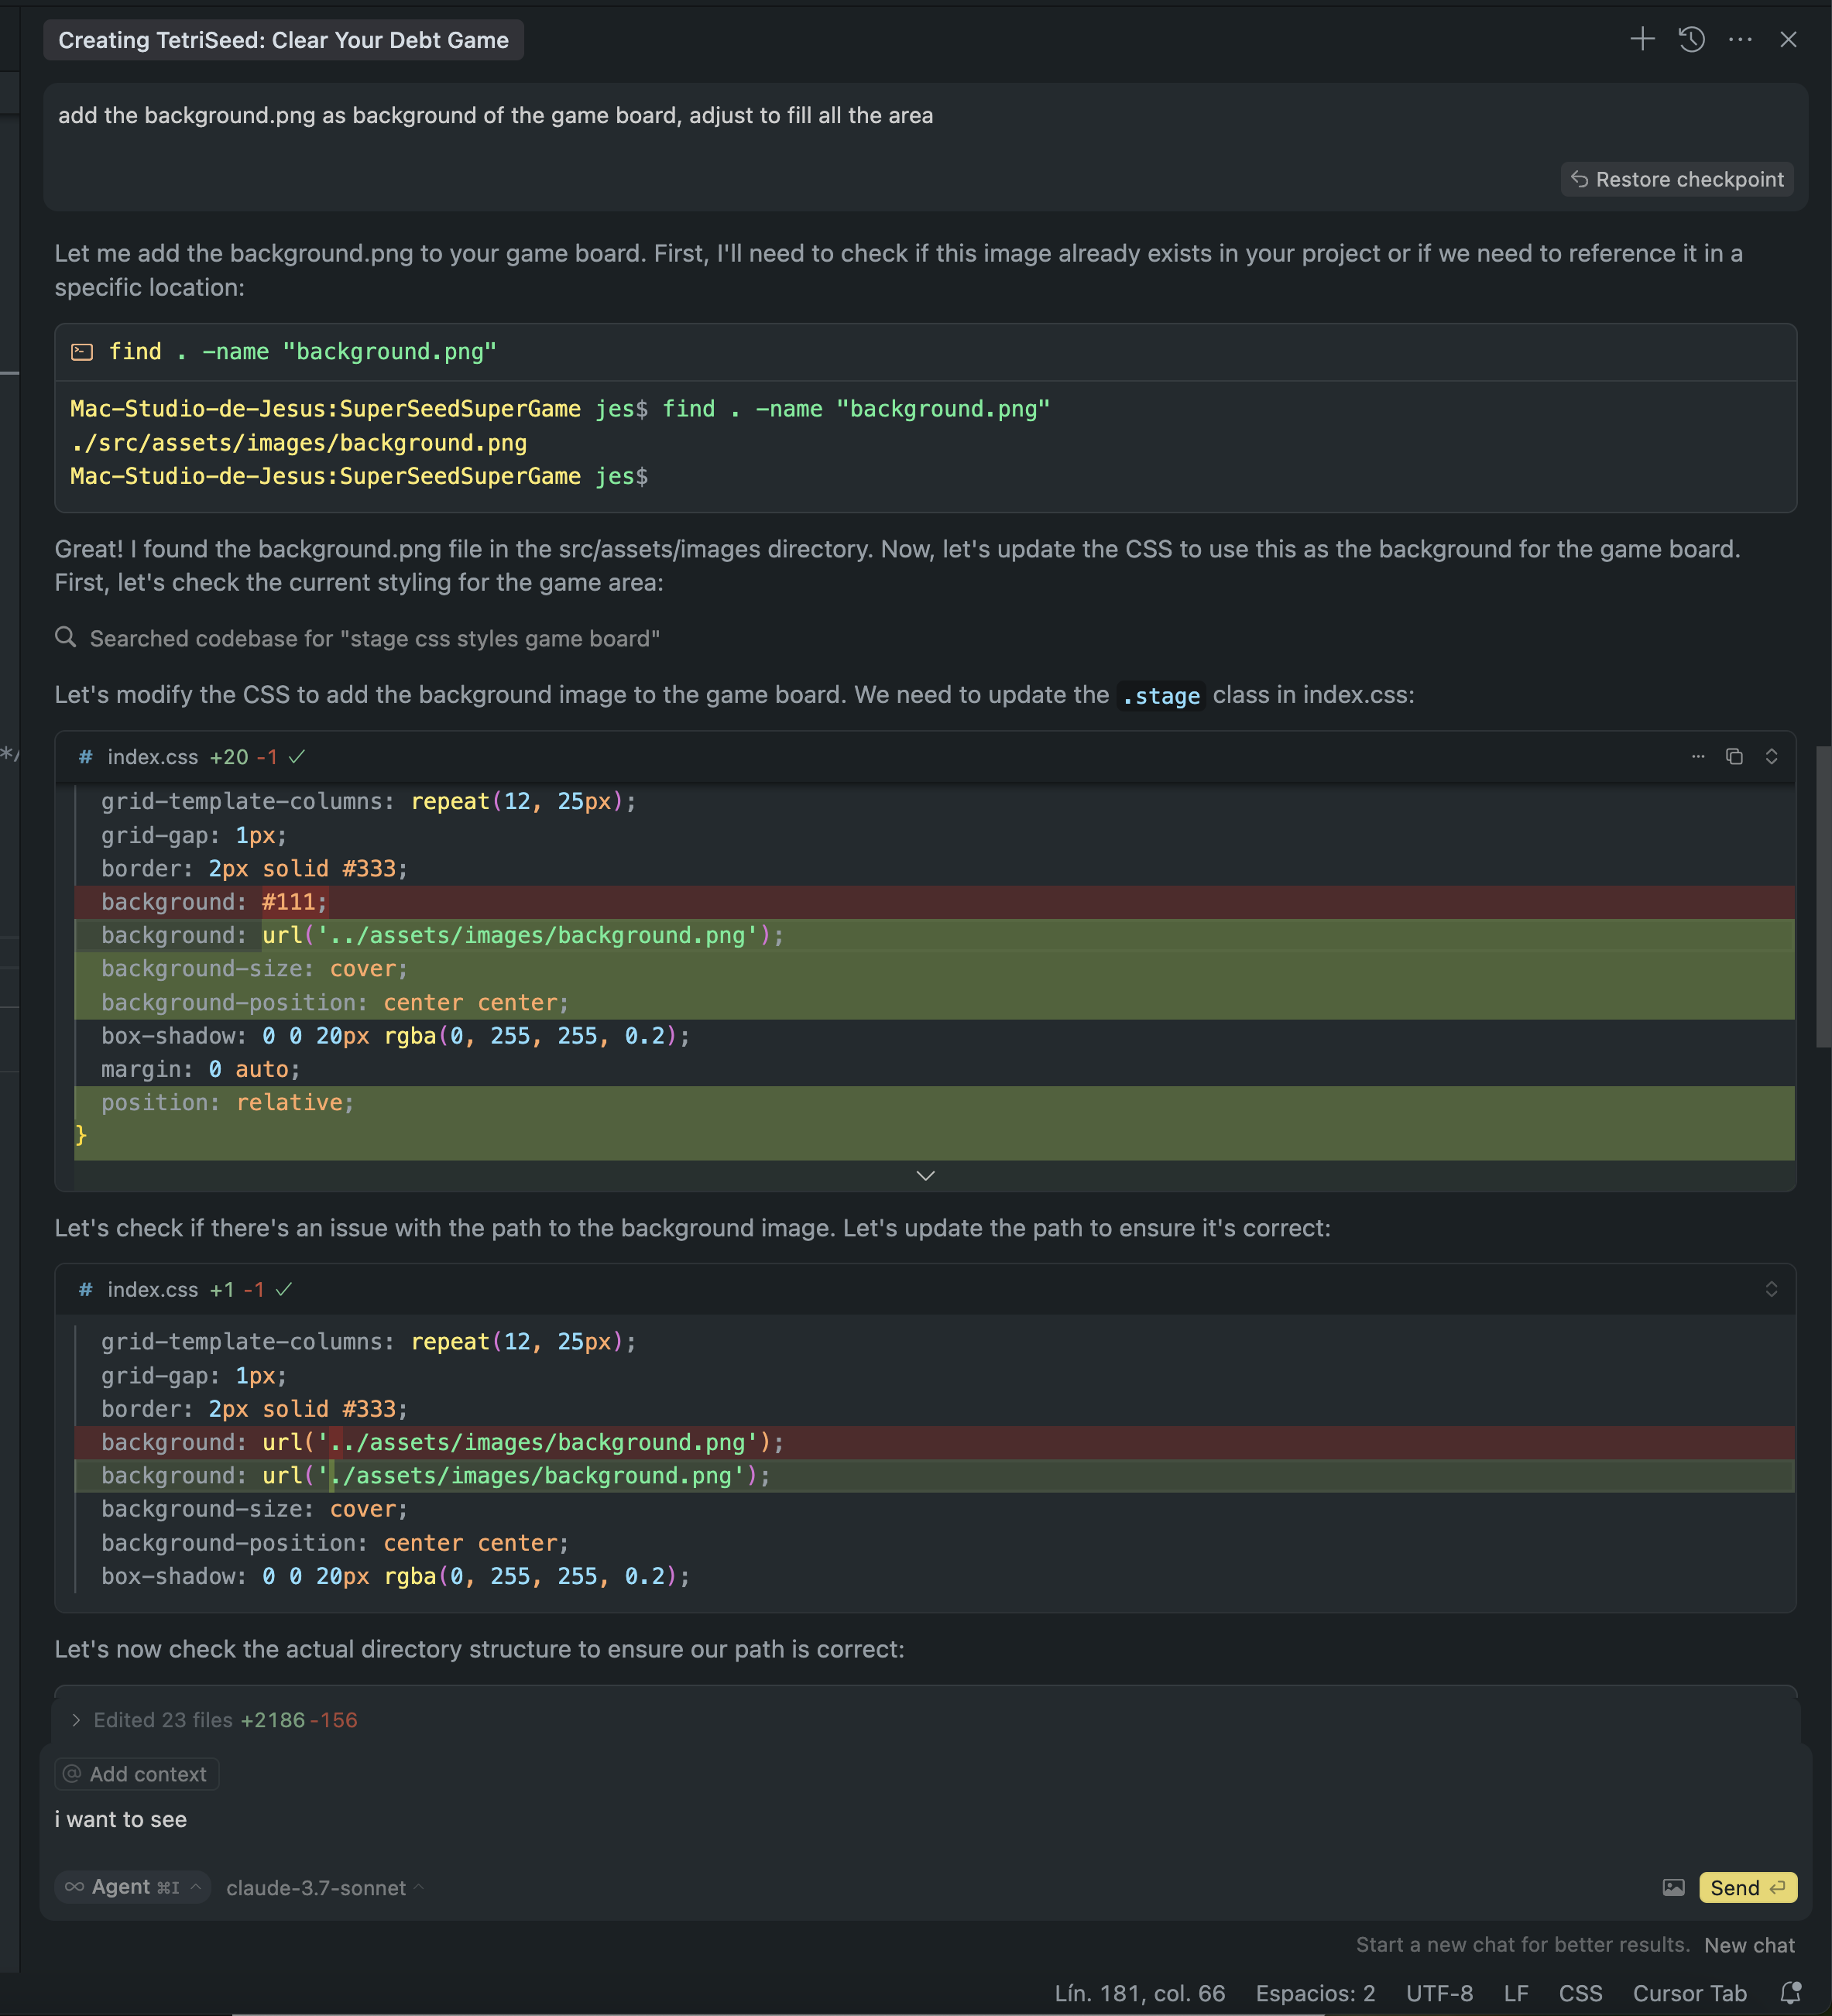 Creating TetriSeed: Clear Your Debt Game
add the background.png as background of the game board, adjust to fill all the area
Restore checkpoint
Let me add the background.png to your game board. First, I'll need to check if this image already exists in your project or if we need to reference it in a
specific location:
find . -name "background.png"
Mac-Studio-de-Jesus:SuperSeedSuperGame jes$ find . -name "background.png"
./src/assets/images/background.png
Mac-Studio-de-Jesus:SuperSeedSuperGame jes$
Great! I found the background.png file in the src/assets/images directory. Now, let's update the CSS to use this as the background for the game board.
First, let's check the current styling for the game area:
Searched codebase for "stage css styles game board"
Let's modify the CSS to add the background image to the game board. We need to update the .stage class in index.css:
*/
# index.css +20 -1
grid-template-columns: repeat(12, 25px);
grid-gap: 1px;
border: 2px solid #333;
background: #111;
background: url('../assets/images/background.png');
background-size: cover;
background-position: center center;
box-shadow: 0 0 20px rgba(0, 255, 255, 0.2);
margin: 0 auto;
position: relative;
}
Let's check if there's an issue with the path to the background image. Let's update the path to ensure it's correct:
# index.css +1 -1
grid-template-columns: repeat(12, 25px);
grid-gap: 1px;
border: 2px solid #333;
background: url('../assets/images/background.png');
background: url('./assets/images/background.png');
background-size: cover;
background-position: center center;
box-shadow: 0 0 20px rgba(0, 255, 255, 0.2);
Let's now check the actual directory structure to ensure our path is correct:
Edited 23 files +2186 -156
@ Add context
i want to see
Agent ⌘I claude-3.7-sonnet
Send
Start a new chat for better results. New chat
Lín. 181, col. 66 Espacios: 2 UTF-8 LF CSS Cursor Tab